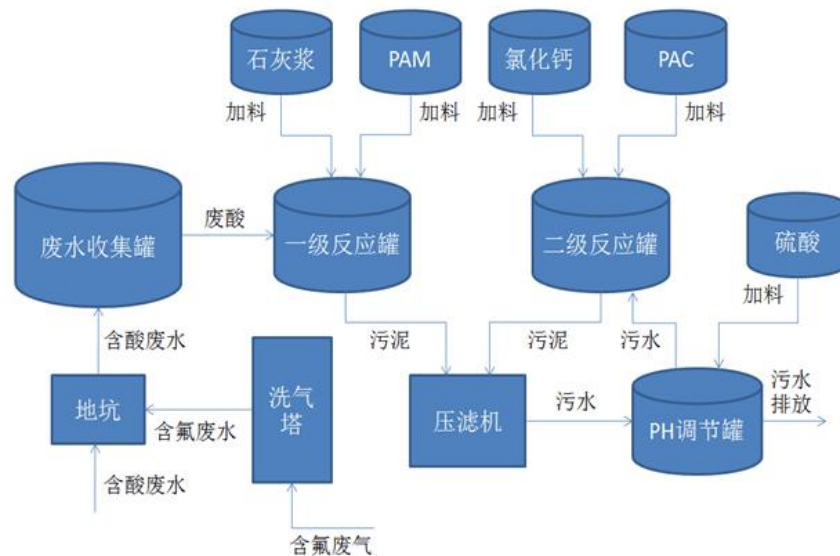 石灰浆
PAM
氯化钙
PAC
加料
加料
加料
加料
废水收集罐
废酸
一级反应罐
二级反应罐
硫酸
加料
含酸废水
污泥
污泥
污水
地坑
含氟废水
洗气
塔
压滤机
污水
PH调节罐
污水
排放
含酸废水
含氟废气